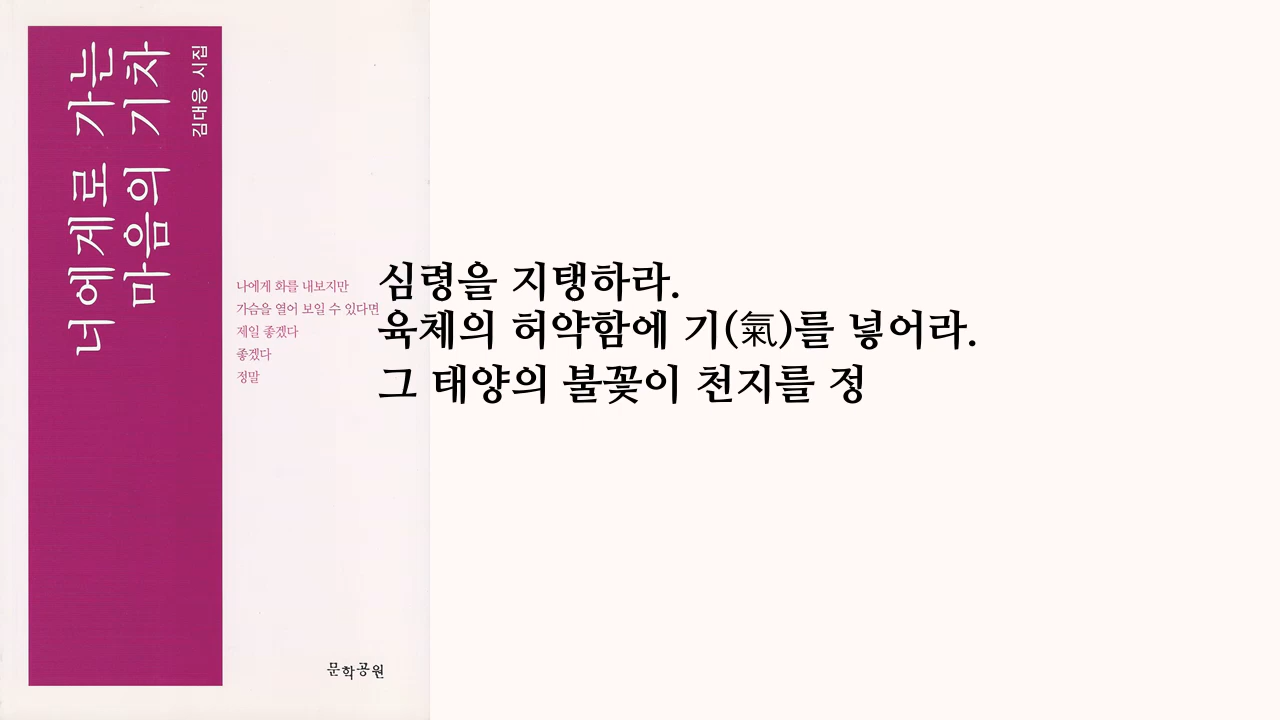 너에게로 가는
마음의 기차
김대응 시집
나에게 화를 내보지만
가슴을 열어 보일 수 있다면
제일 좋겠다
좋겠다
정말
심령을 지탱하라.
육체의 허약함에 기(氣)를 넣어라.
그 태양의 불꽃이 천지를 정
문학공원